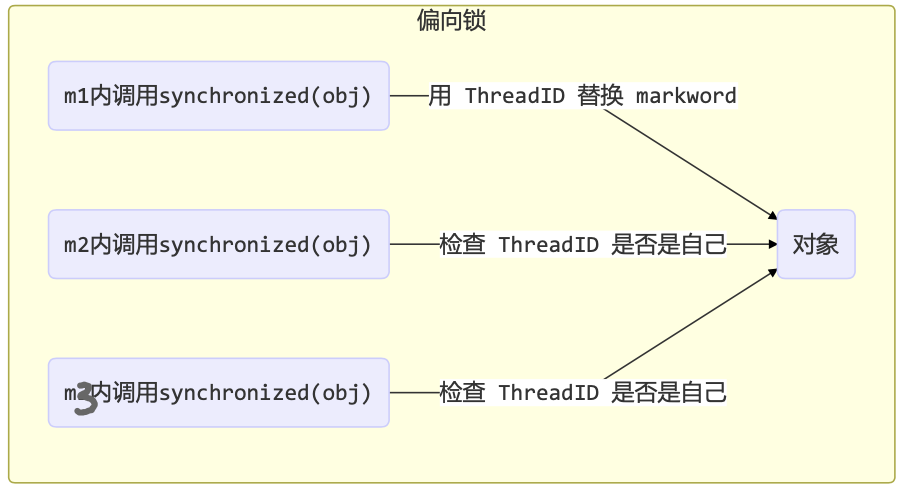 偏向锁
m1内调用synchronized(obj)
用 ThreadID 替换 markword
m2内调用synchronized(obj)
检查 ThreadID 是否是自己
对象
m3内调用synchronized(obj)
检查 ThreadID 是否是自己